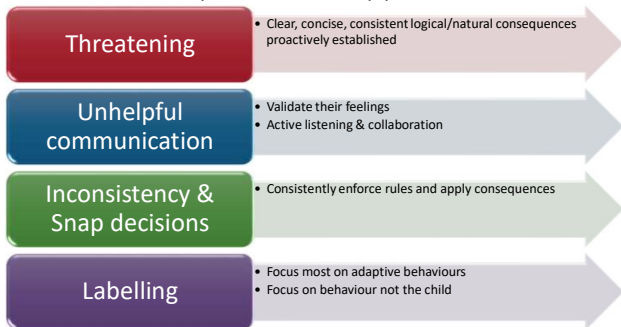 Threatening
• Clear, concise, consistent logical/natural consequences
proactively established
Unhelpful
communication
• Validate their feelings
• Active listening & collaboration
Inconsistency &
Snap decisions
• Consistently enforce rules and apply consequences
Labelling
• Focus most on adaptive behaviours
• Focus on behaviour not the child